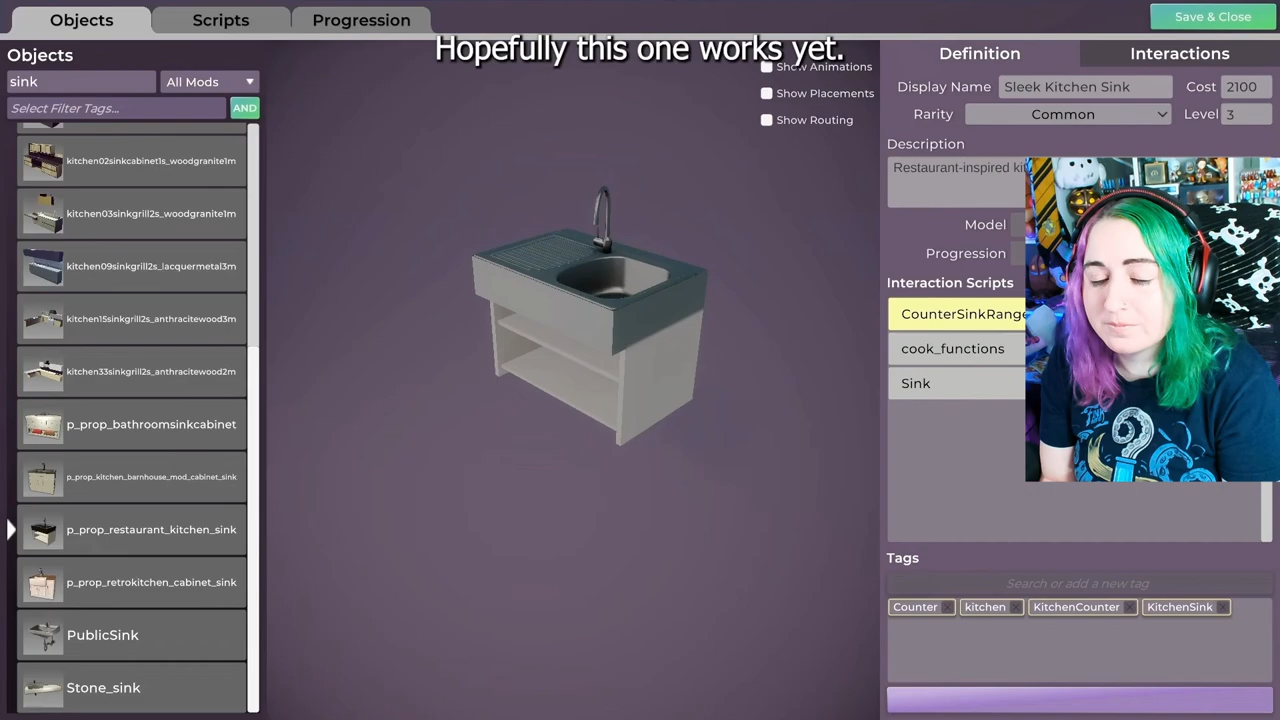 Objects
Scripts
Progression
Save & Close
Hopefully this one works yet.
Objects
sink
All Mods
Select Filter Tags...
AND
kitchen02sinkcabinet1s_woodgranite1m
kitchen03sinkgrill2s_woodgranite1m
kitchen09sinkgrill2s_lacquermetal3m
kitchen15sinkgrill2s_anthracitewood3m
kitchen33sinkgrill2s_anthracitewood2m
p_prop_bathroomsinkcabinet
p_prop_kitchen_barnhouse_mod_cabinet_sink
p_prop_restaurant_kitchen_sink
p_prop_retrokitchen_cabinet_sink
PublicSink
Stone_sink
Show Animations
Show Placements
Show Routing
Definition
Interactions
Display Name
Sleek Kitchen Sink
Cost
2100
Rarity
Common
Level
3
Description
Restaurant-inspired
Model
Progression
Interaction Scripts
CounterSinkRange
cook_functions
Sink
Tags
Search or add a new tag
Counter
kitchen
KitchenCounter
KitchenSink